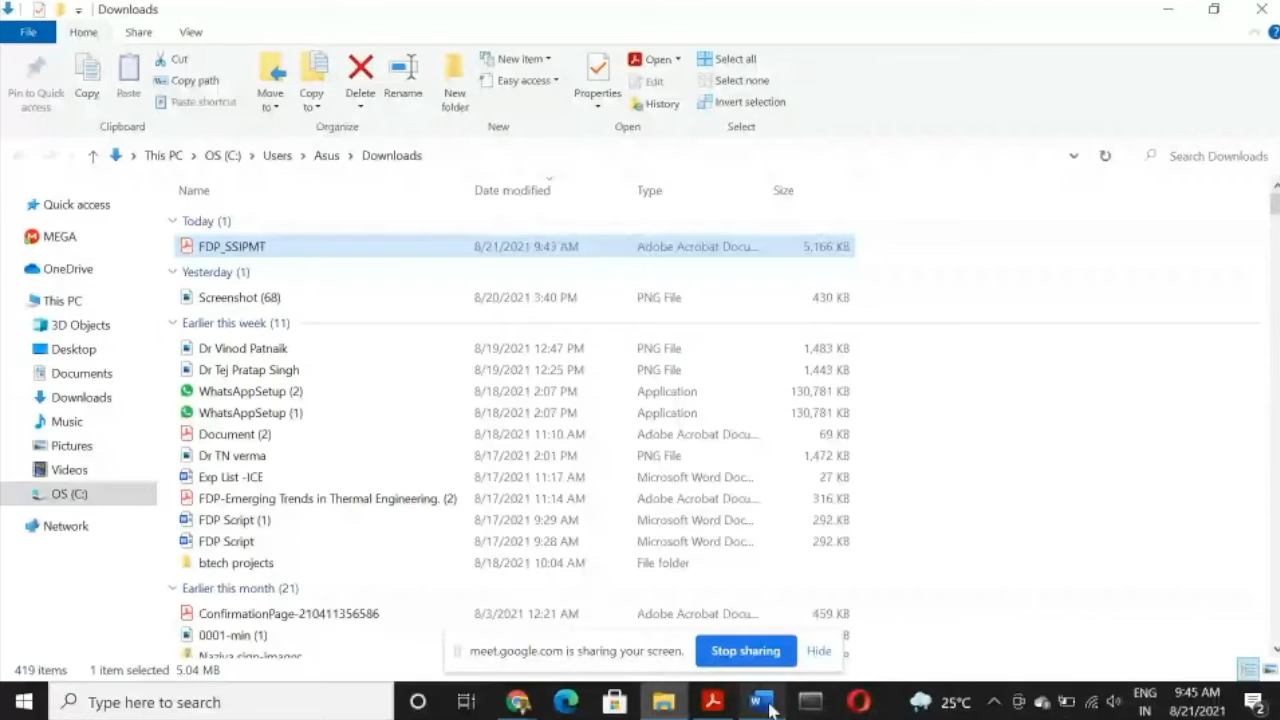 Downloads
File Home Share View
Pin to Quick access
Copy
Paste
Cut
Copy path
Paste shortcut
Move to
Copy to
Delete
Rename
New folder
New item
Easy access
Properties
Open
Edit
History
Select all
Select none
Invert selection
Clipboard Organize New Open Select
This PC > OS (C:) > Users > Asus > Downloads
Search Downloads
Quick access
MEGA
OneDrive
This PC
3D Objects
Desktop
Documents
Downloads
Music
Pictures
Videos
OS (C:)
Network
Name Date modified Type Size
Today (1)
FDP_SSIPMT 8/21/2021 9:43 AM Adobe Acrobat Docu... 5,166 KB
Yesterday (1)
Screenshot (68) 8/20/2021 3:40 PM PNG File 430 KB
Earlier this week (11)
Dr Vinod Patnaik 8/19/2021 12:47 PM PNG File 1,483 KB
Dr Tej Pratap Singh 8/19/2021 12:25 PM PNG File 1,443 KB
WhatsAppSetup (2) 8/18/2021 2:07 PM Application 130,781 KB
WhatsAppSetup (1) 8/18/2021 2:07 PM Application 130,781 KB
Document (2) 8/18/2021 11:10 AM Adobe Acrobat Docu... 69 KB
Dr TN verma 8/17/2021 2:01 PM PNG File 1,472 KB
Exp List -ICE 8/17/2021 11:17 AM Microsoft Word Doc... 27 KB
FDP-Emerging Trends in Thermal Engineering. (2) 8/17/2021 11:14 AM Adobe Acrobat Docu... 316 KB
FDP Script (1) 8/17/2021 9:29 AM Microsoft Word Doc... 292 KB
FDP Script 8/17/2021 9:28 AM Microsoft Word Doc... 292 KB
btech projects 8/18/2021 10:04 AM File folder
Earlier this month (21)
ConfirmationPage-210411356586 8/3/2021 12:21 AM Adobe Acrobat Docu... 459 KB
0001-min (1)
meet.google.com is sharing your screen. Stop sharing Hide
419 items 1 item selected 5.04 MB
Type here to search
25°C
ENG
IN
9:45 AM
8/21/2021
2